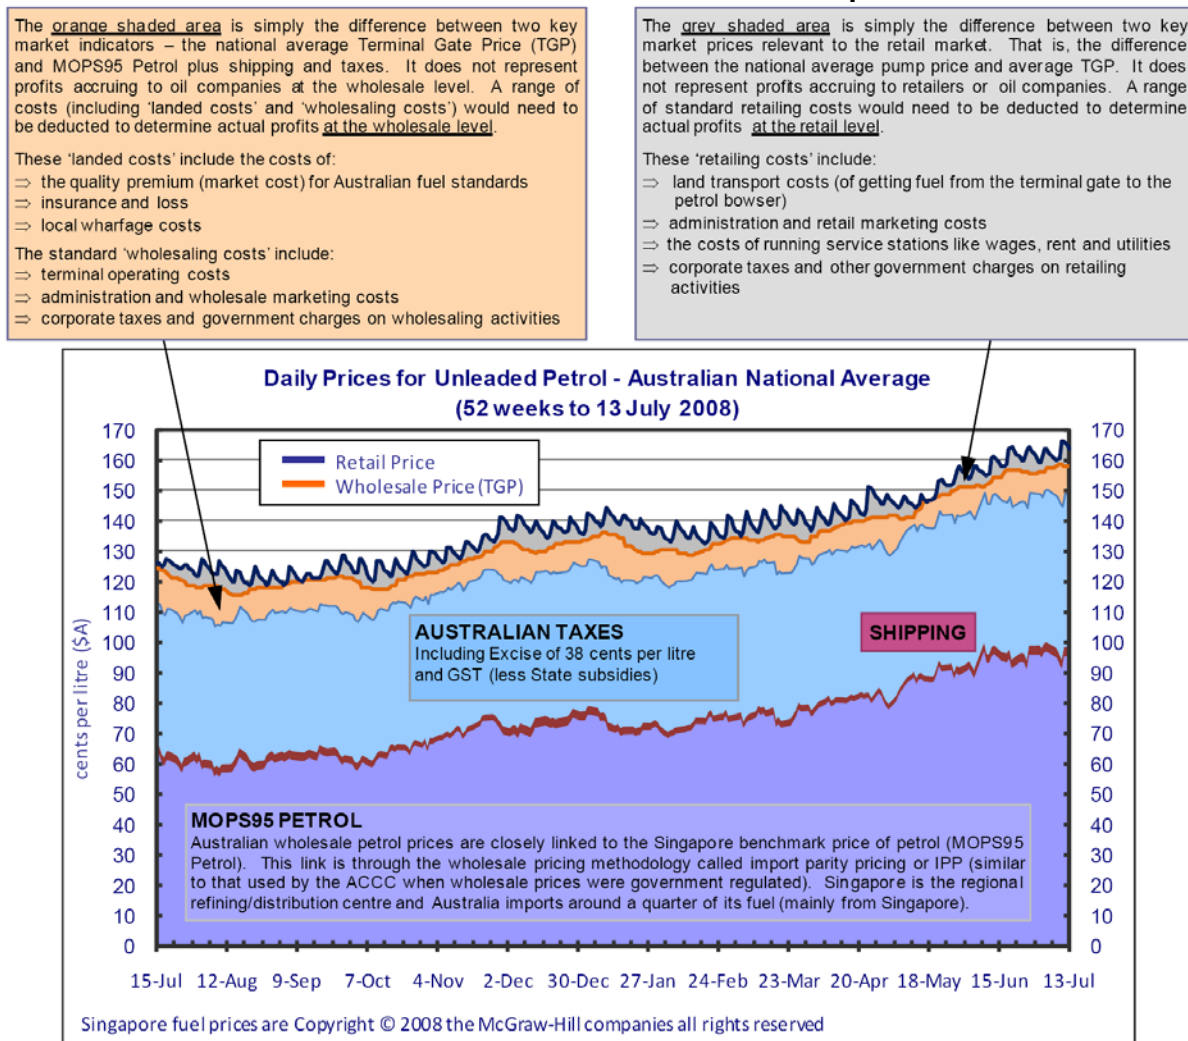 The orange shaded area is simply the difference between two key
market indicators – the national average Terminal Gate Price (TGP)
and MOPS95 Petrol plus shipping and taxes. It does not represent
profits accruing to oil companies at the wholesale level. A range of
costs (including 'landed costs' and 'wholesaling costs') would need to
be deducted to determine actual profits at the wholesale level.
These 'landed costs' include the costs of:
⇒ the quality premium (market cost) for Australian fuel standards
⇒ insurance and loss
⇒ local wharfage costs
The standard 'wholesaling costs' include:
⇒ terminal operating costs
⇒ administration and wholesale marketing costs
⇒ corporate taxes and government charges on wholesaling activities
The grey shaded area is simply the difference between two key
market prices relevant to the retail market. That is, the difference
between the national average pump price and average TGP. It does
not represent profits accruing to retailers or oil companies. A range
of standard retailing costs would need to be deducted to determine
actual profits at the retail level.
These 'retailing costs' include:
⇒ land transport costs (of getting fuel from the terminal gate to the
petrol bowser)
⇒ administration and retail marketing costs
⇒ the costs of running service stations like wages, rent and utilities
⇒ corporate taxes and other government charges on retailing
activities
Daily Prices for Unleaded Petrol - Australian National Average
(52 weeks to 13 July 2008)
Retail Price
Wholesale Price (TGP)
cents per litre ($A)
170
160
150
140
130
120
110
100
90
80
70
60
50
40
30
20
10
0
AUSTRALIAN TAXES
Including Excise of 38 cents per litre
and GST (less State subsidies)
SHIPPING
MOPS95 PETROL
Australian wholesale petrol prices are closely linked to the Singapore benchmark price of petrol (MOPS95
Petrol). This link is through the wholesale pricing methodology called import parity pricing or IPP (similar
to that used by the ACCC when wholesale prices were government regulated). Singapore is the regional
refining/distribution centre and Australia imports around a quarter of its fuel (mainly from Singapore).
170
160
150
140
130
120
110
100
90
80
70
60
50
40
30
20
10
0
15-Jul 12-Aug 9-Sep 7-Oct 4-Nov 2-Dec 30-Dec 27-Jan 24-Feb 23-Mar 20-Apr 18-May 15-Jun 13-Jul
Singapore fuel prices are Copyright © 2008 the McGraw-Hill companies all rights reserved